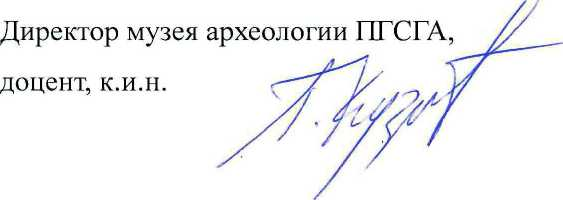 Директор музея археологии ПГСГА,
доцент, к.и.н.